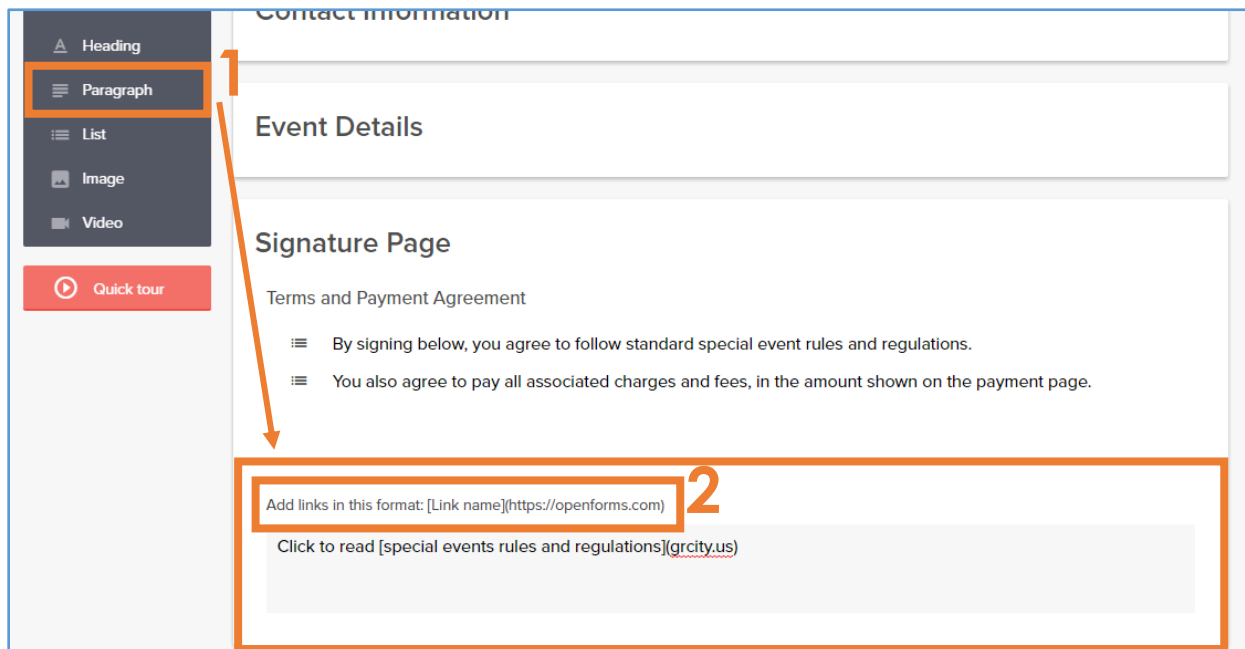 Contact Information
Heading
1
Paragraph
List
Image
Video
Quick tour
Event Details
Signature Page
Terms and Payment Agreement
By signing below, you agree to follow standard special event rules and regulations.
You also agree to pay all associated charges and fees, in the amount shown on the payment page.
2
Add links in this format: [Link name](https://openforms.com)
Click to read [special events rules and regulations](grcity.us)